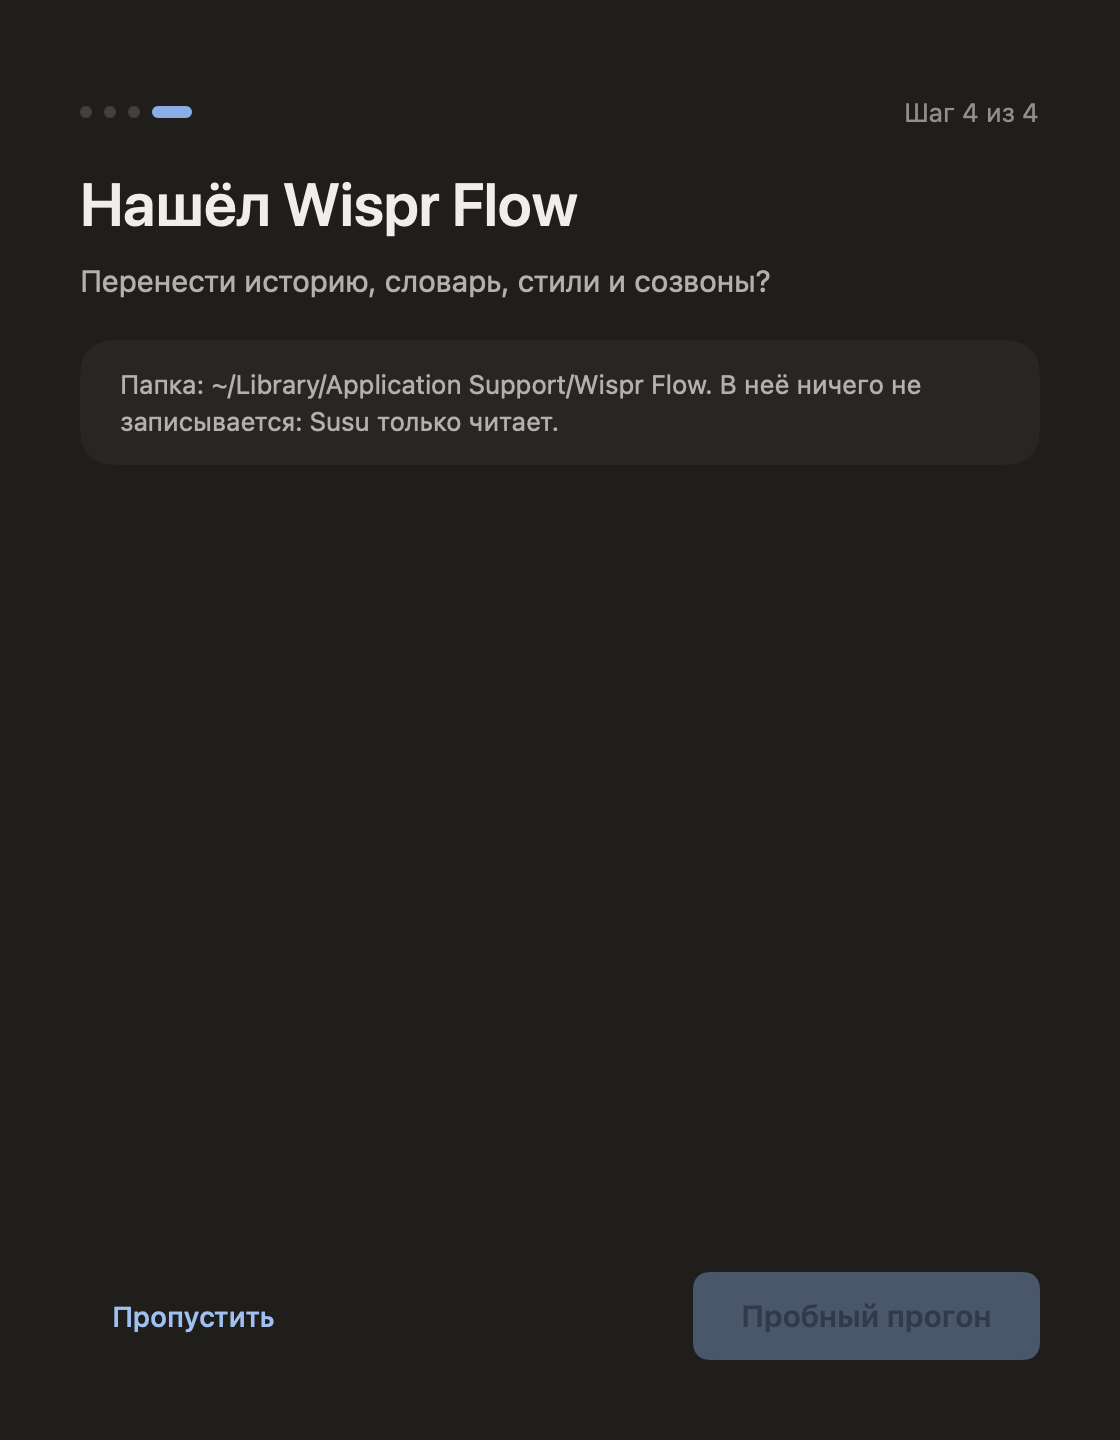 Шаг 4 из 4
Нашёл Wispr Flow
Перенести историю, словарь, стили и созвоны?
Папка: ~/Library/Application Support/Wispr Flow. В неё ничего не
записывается: Susu только читает.
Пропустить
Пробный прогон